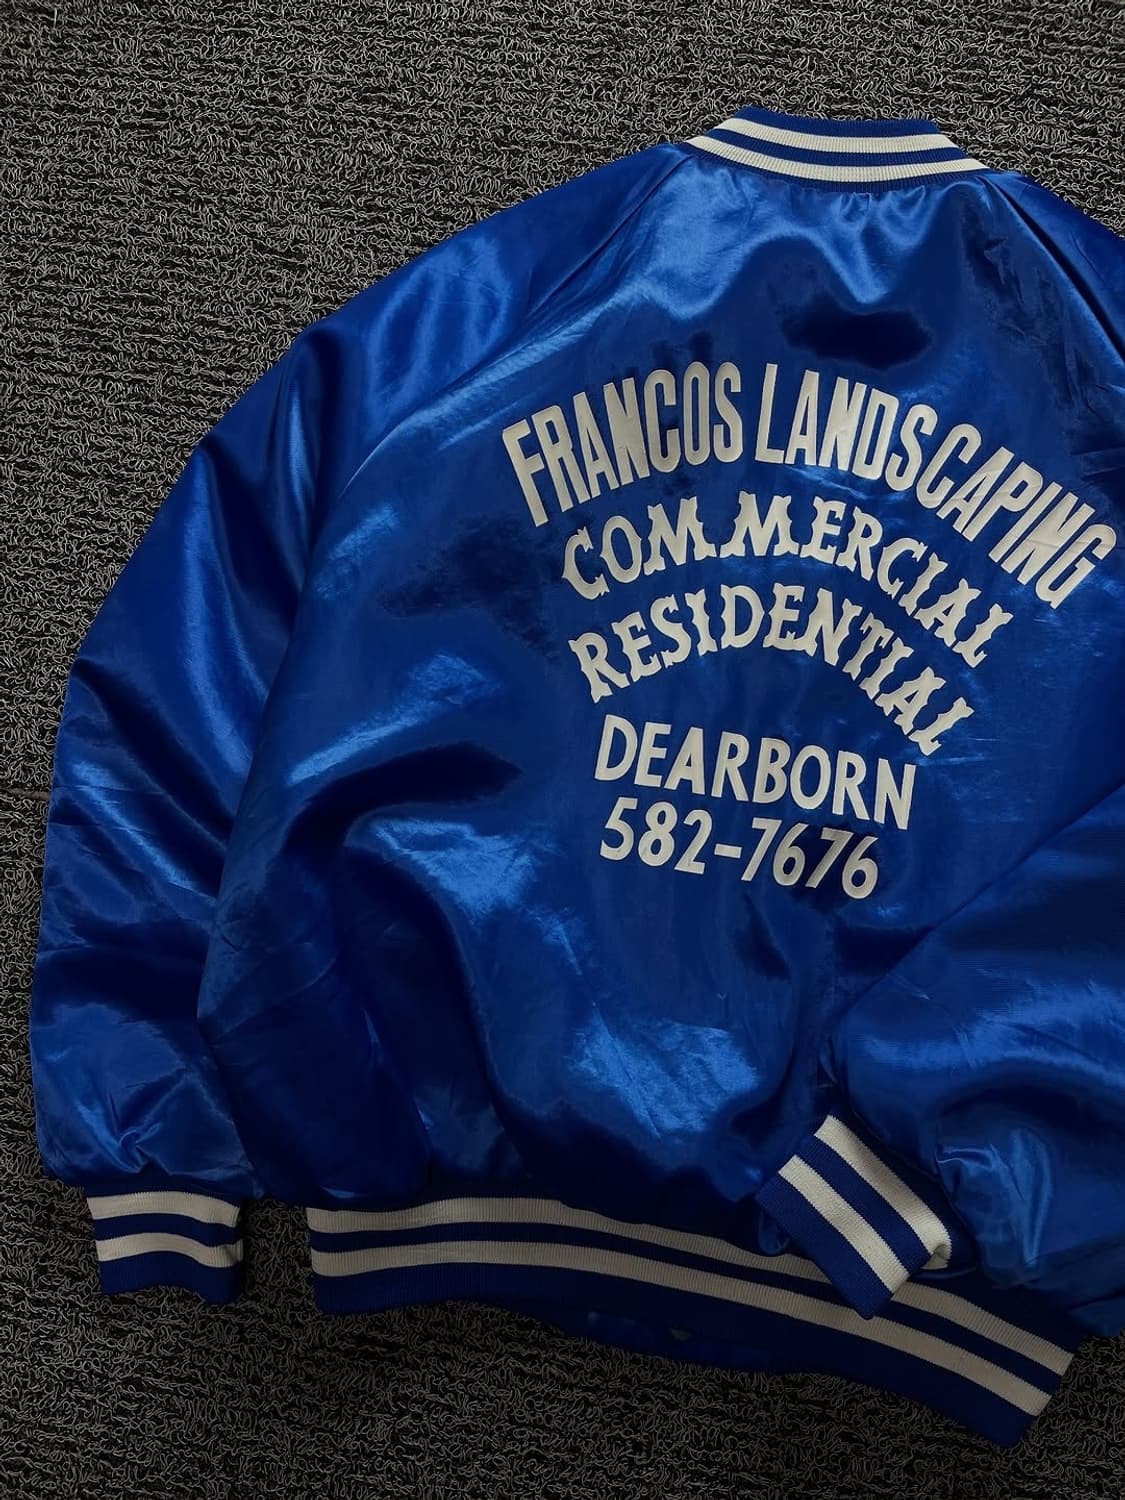 FRANCOS LANDSCAPING
COMMERCIAL
RESIDENTIAL
DEARBORN
582-7676